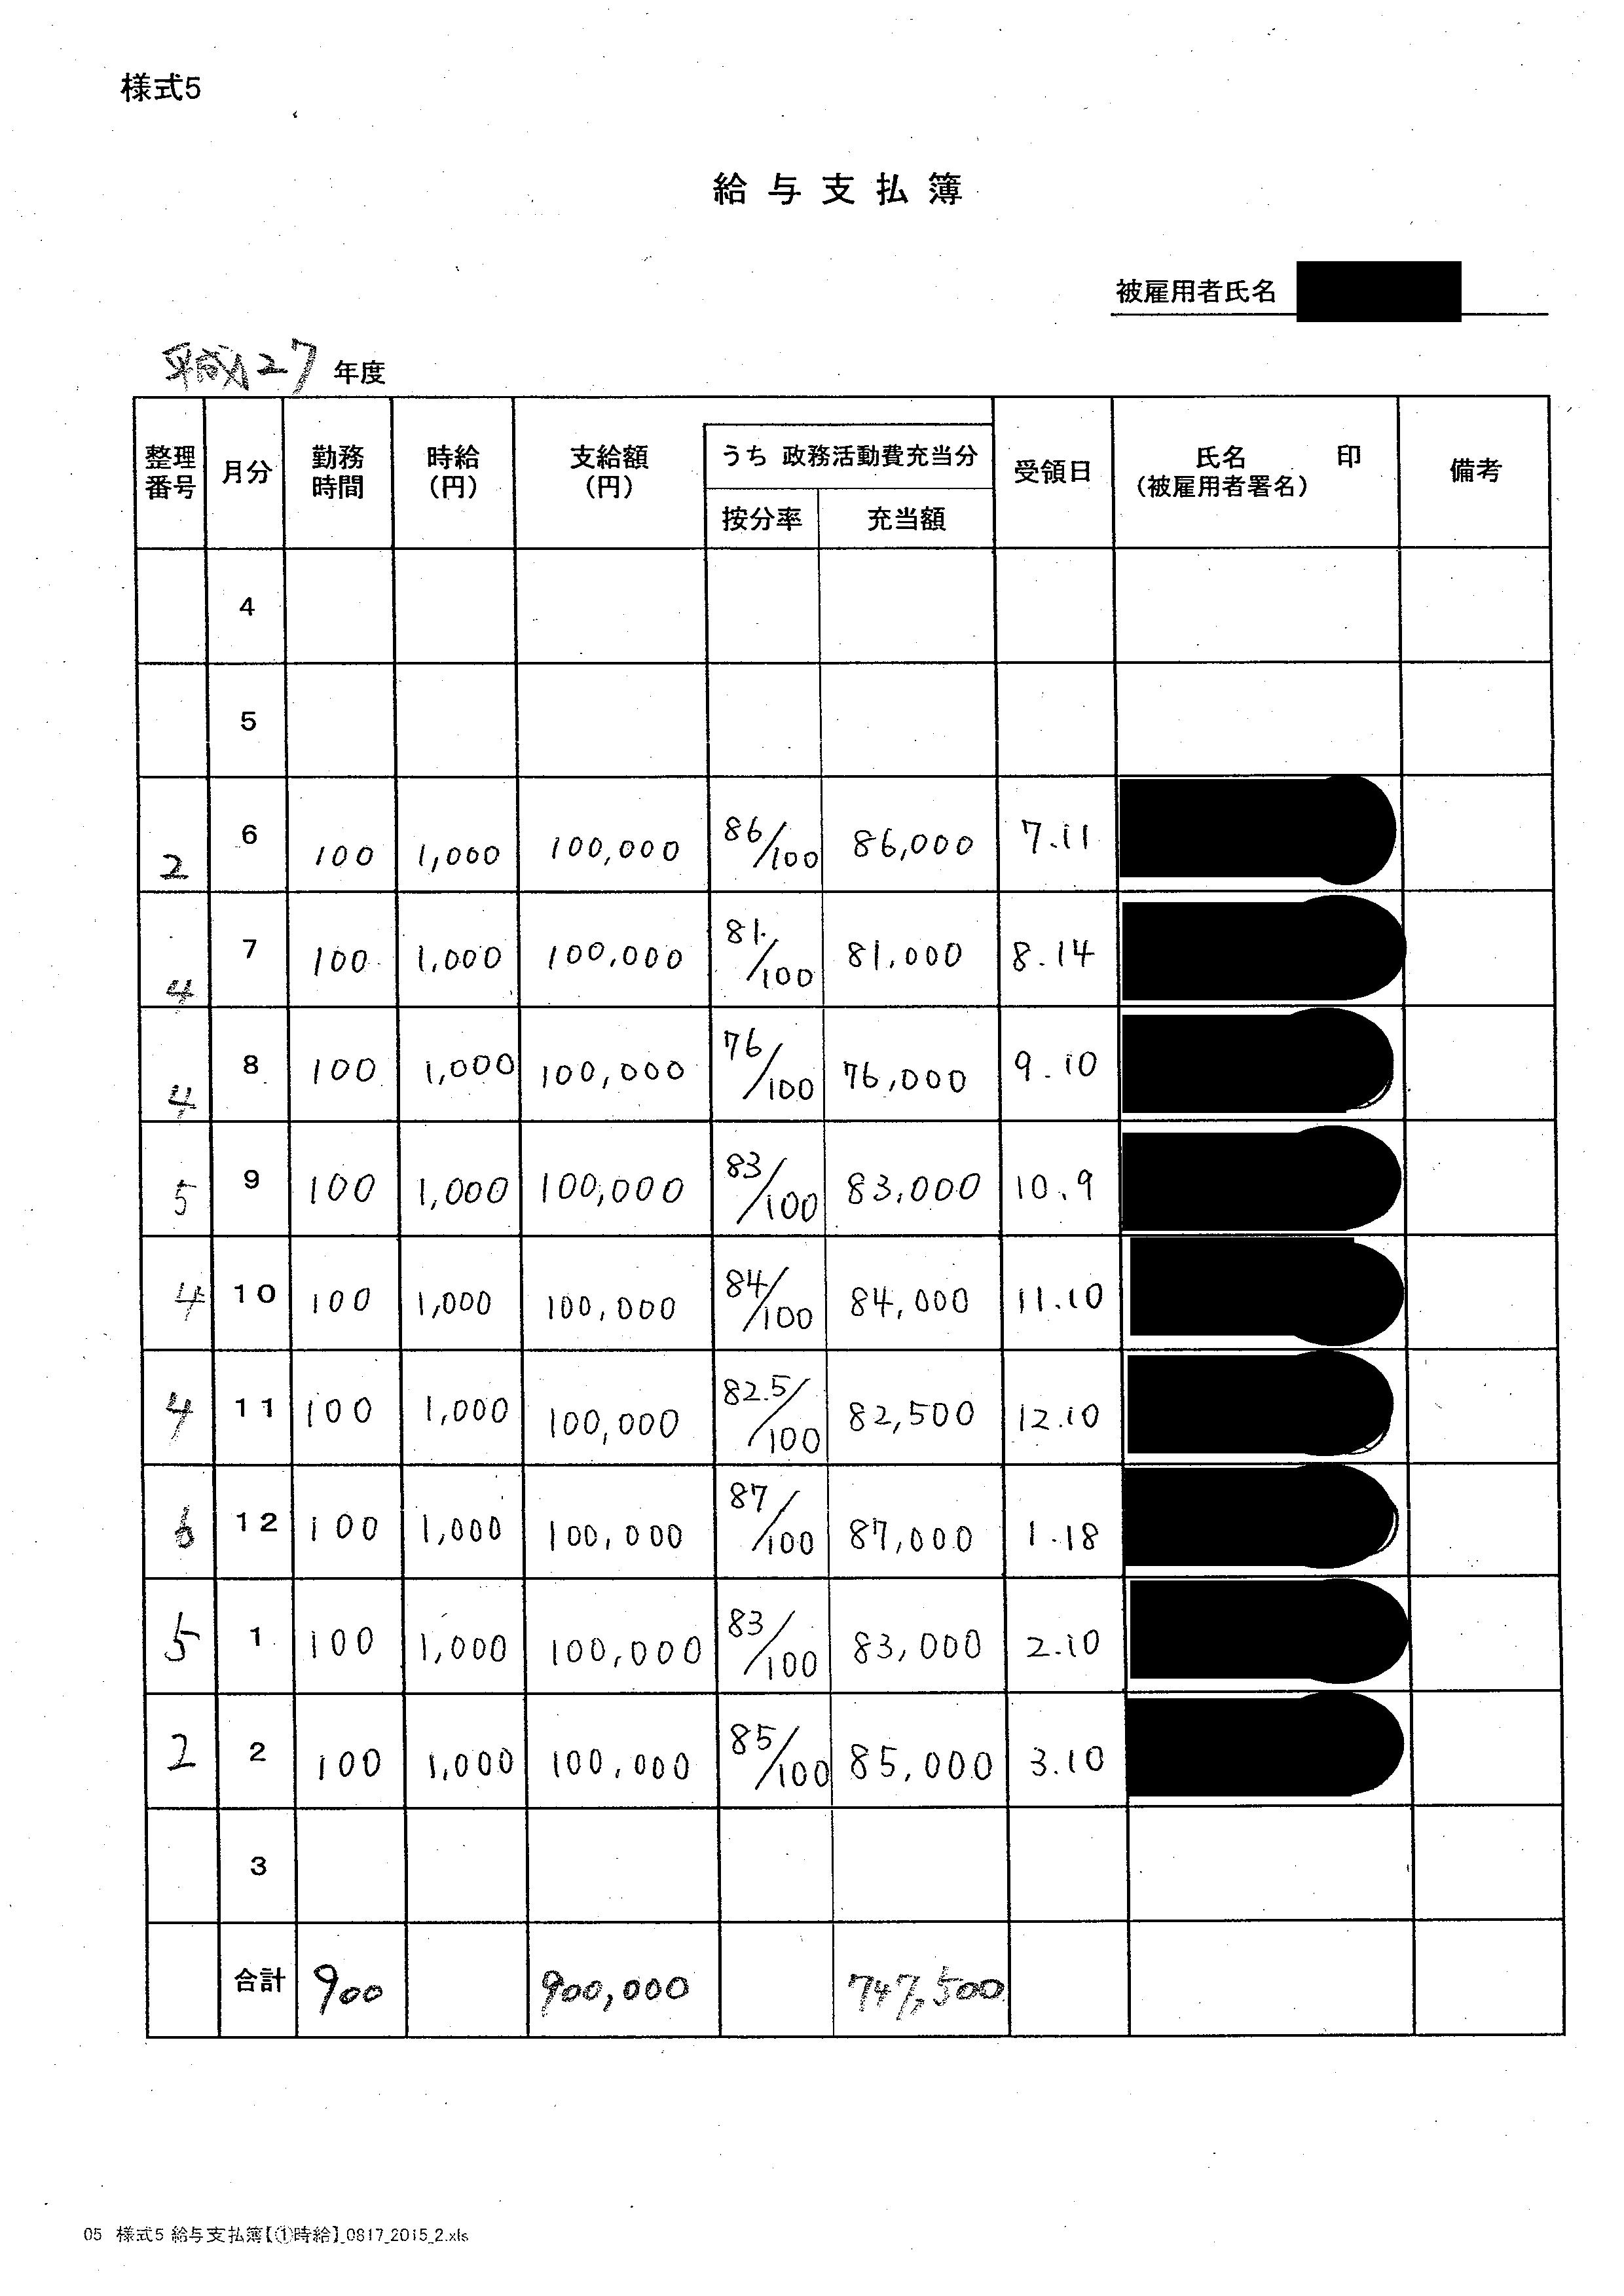 様式5
給与支払簿
被雇用者氏名
平成27年度
整理番号 月分 勤務時間 時給(円) 支給額(円) うち 政務活動費充当分 受領日 氏名(被雇用者署名) 印 備考
按分率 充当額
4
5
2 6 100 1,000 100,000 86/100 86,000 7.11
4 7 100 1,000 100,000 81/100 81,000 8.14
4 8 100 1,000 100,000 76/100 76,000 9.10
5 9 100 1,000 100,000 83/100 83,000 10.9
4 10 100 1,000 100,000 84/100 84,000 11.10
4 11 100 1,000 100,000 82.5/100 82,500 12.10
6 12 100 1,000 100,000 87/100 87,000 1.18
5 1 100 1,000 100,000 83/100 83,000 2.10
2 2 100 1,000 100,000 85/100 85,000 3.10
3
合計 900 900,000 747,500
05 様式5 給与支払簿【①時給】_0817_2015_2.xls